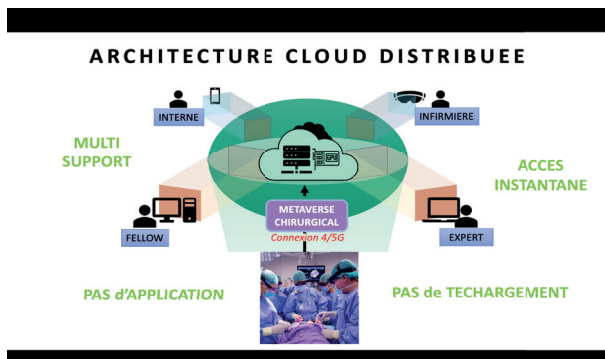 ARCHITECTURE CLOUD DISTRIBUEE
INTERNE
INFIRMIERE
MULTI
SUPPORT
GPU
ACCES
INSTANTANE
METAVERSE
CHIRURGICAL
FELLOW
EXPERT
Connexion 4/5G
PAS d'APPLICATION
PAS de TECHARGEMENT